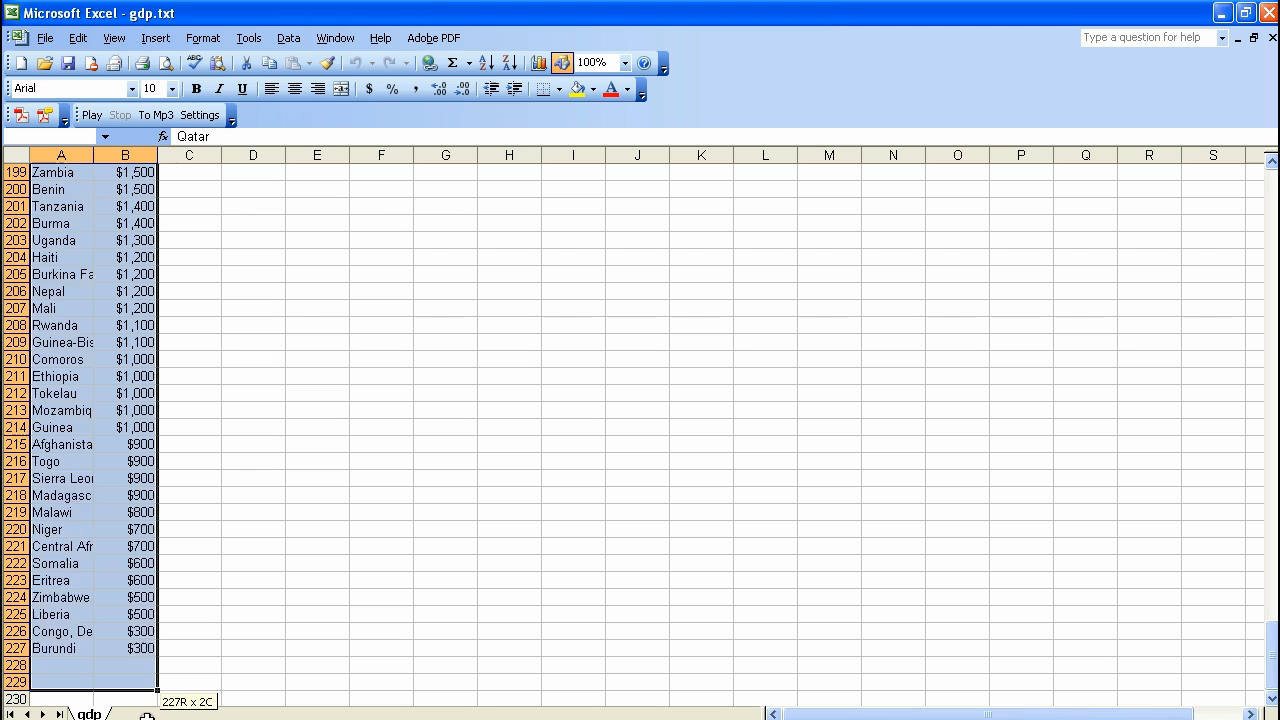 Microsoft Excel - gdp.txt
File Edit View Insert Format Tools Data Window Help Adobe PDF Type a question for help
Σ 100%
Arial 10 B I U $ % ,
Play Stop To Mp3 Settings
fx Qatar
A B C D E F G H I J K L M N O P Q R S
199 Zambia $1,500
200 Benin $1,500
201 Tanzania $1,400
202 Burma $1,400
203 Uganda $1,300
204 Haiti $1,200
205 Burkina Fa $1,200
206 Nepal $1,200
207 Mali $1,200
208 Rwanda $1,100
209 Guinea-Bis $1,100
210 Comoros $1,000
211 Ethiopia $1,000
212 Tokelau $1,000
213 Mozambiq $1,000
214 Guinea $1,000
215 Afghanista $900
216 Togo $900
217 Sierra Leo $900
218 Madagasc $900
219 Malawi $800
220 Niger $700
221 Central Afr $700
222 Somalia $600
223 Eritrea $600
224 Zimbabwe $500
225 Liberia $500
226 Congo, De $300
227 Burundi $300
228
229
230 227R x 2C
gdp